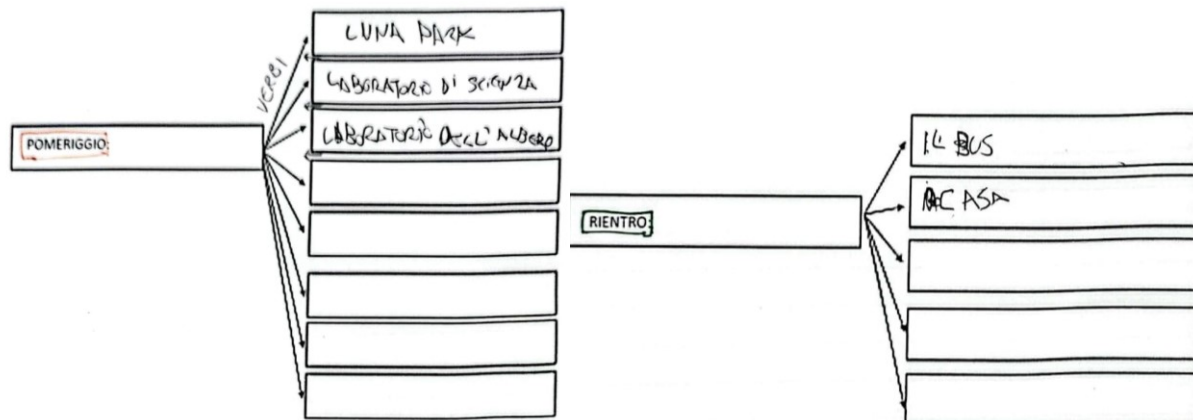 VERBI
LUNA PARK
LABORATORIO DI SCIENZA
POMERIGGIO:
LABORATORIO DELL'ALBERO
IL BUS
RIENTRO:
A CASA